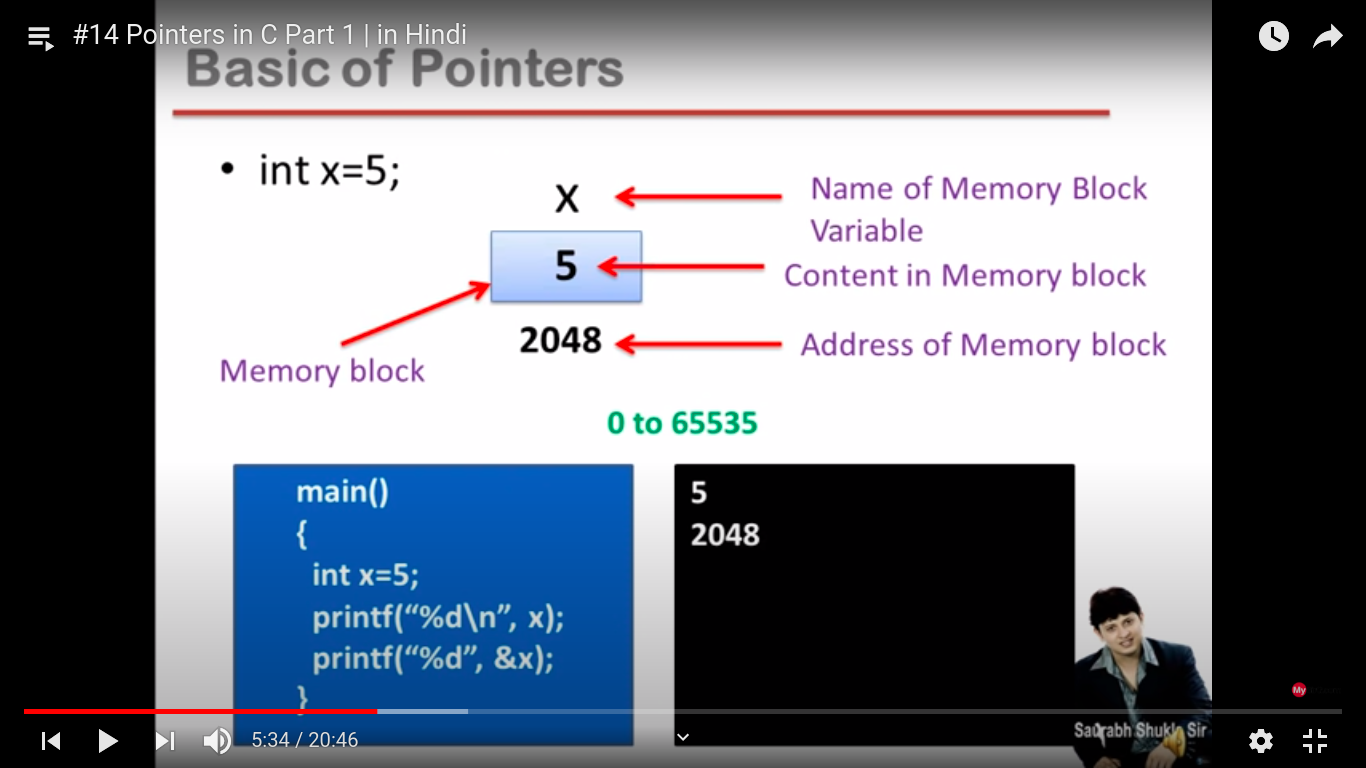 #14 Pointers in C Part 1 | in Hindi
Basic of Pointers
• int x=5;
X
Name of Memory Block
Variable
5
Content in Memory block
2048
Address of Memory block
Memory block
0 to 65535
main()
{
int x=5;
printf(“%d\n”, x);
printf(“%d”, &x);
}
5
2048
My
Saurabh Shukla Sir
5:34 / 20:46